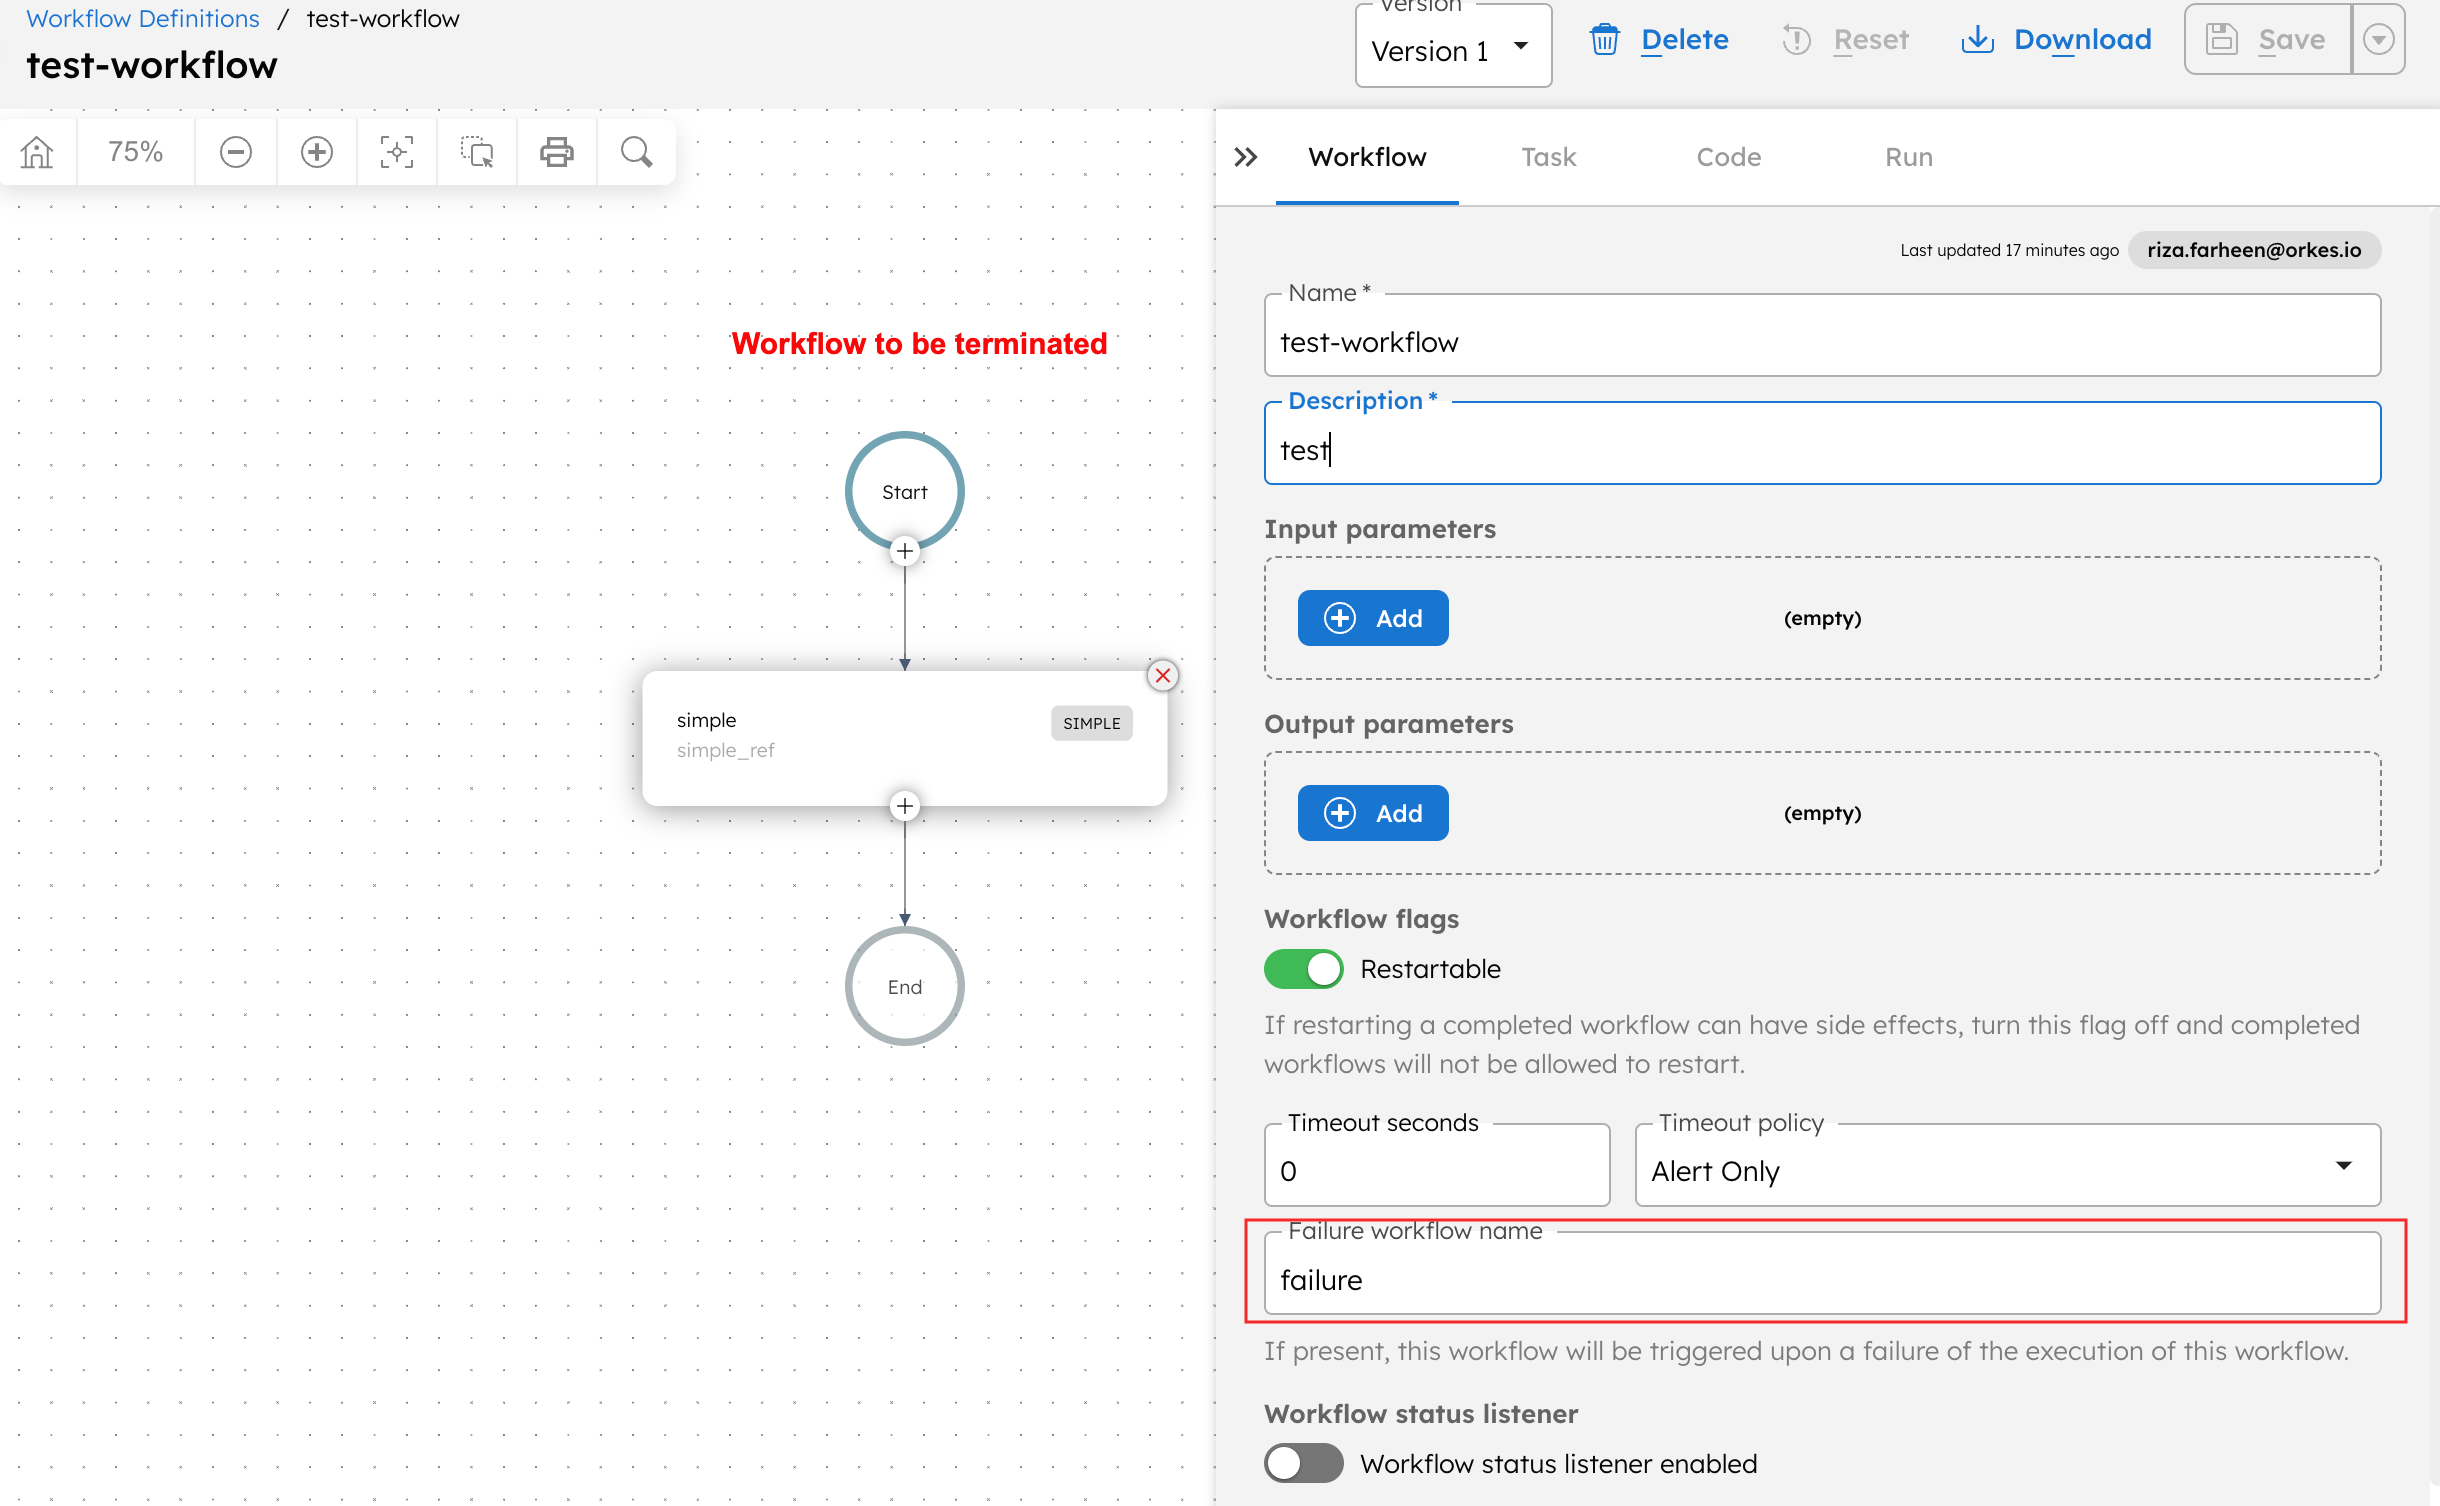 Workflow Definitions / test-workflow
test-workflow
Version
Version 1
Delete
Reset
Download
Save
75%
Workflow
Task
Code
Run
Last updated 17 minutes ago
riza.farheen@orkes.io
Workflow to be terminated
Start
simple
simple_ref
SIMPLE
End
Name *
test-workflow
Description *
test
Input parameters
Add
(empty)
Output parameters
Add
(empty)
Workflow flags
Restartable
If restarting a completed workflow can have side effects, turn this flag off and completed
workflows will not be allowed to restart.
Timeout seconds
0
Timeout policy
Alert Only
Failure workflow name
failure
If present, this workflow will be triggered upon a failure of the execution of this workflow.
Workflow status listener
Workflow status listener enabled